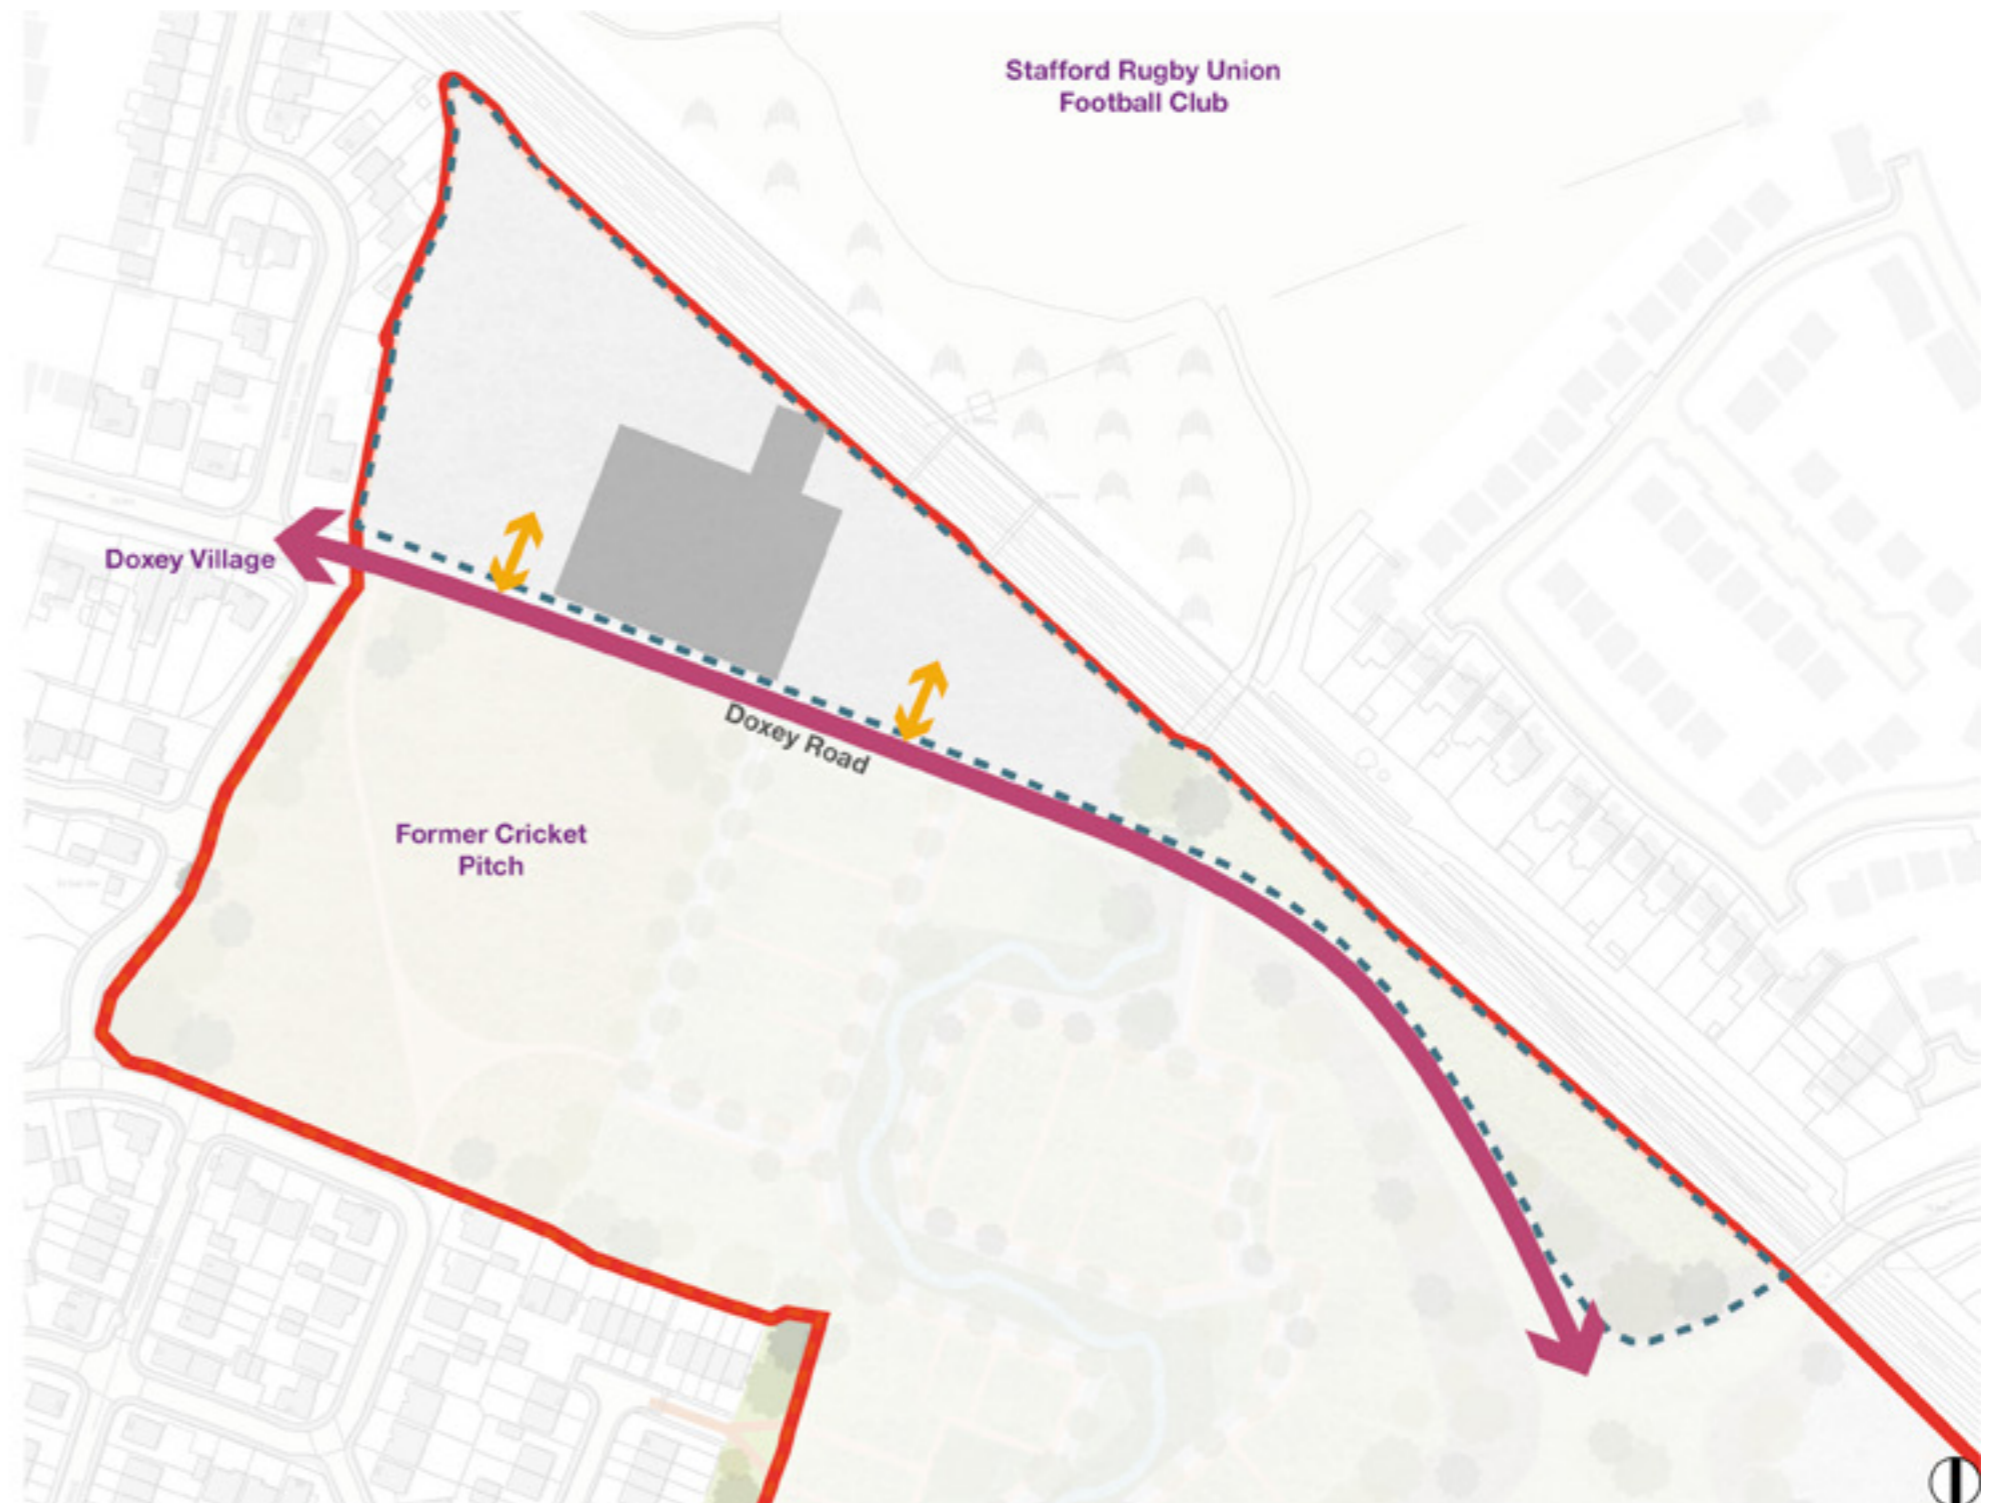 Stafford Rugby Union
Football Club
Doxey Village
Doxey Road
Former Cricket
Pitch